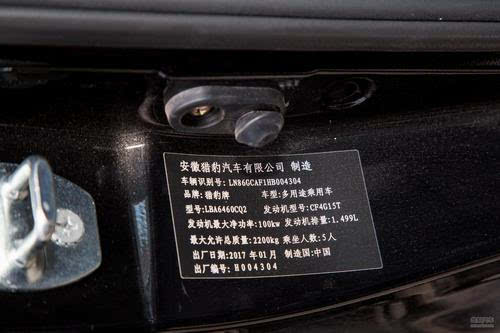 安徽猎豹汽车有限公司 制造
车辆识别号: LN86GCAF1HB004304
品牌: 猎豹牌 车型: 多用途乘用车
型号: LBA6460CQ2 发动机型号: CF4G15T
发动机最大净功率: 100kw 发动机排量: 1.499L
最大允许总质量: 2200kg 乘坐人数: 5人
出厂日期: 2017 年 01月 制造国: 中国
出厂编号: H004304